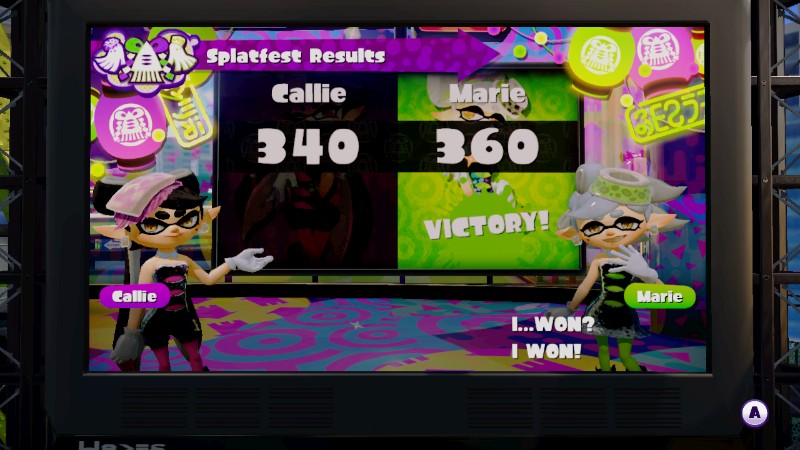 Splatfest Results
Callie
Marie
340
360
VICTORY!
Callie
Marie
I...WON?
I WON!
A